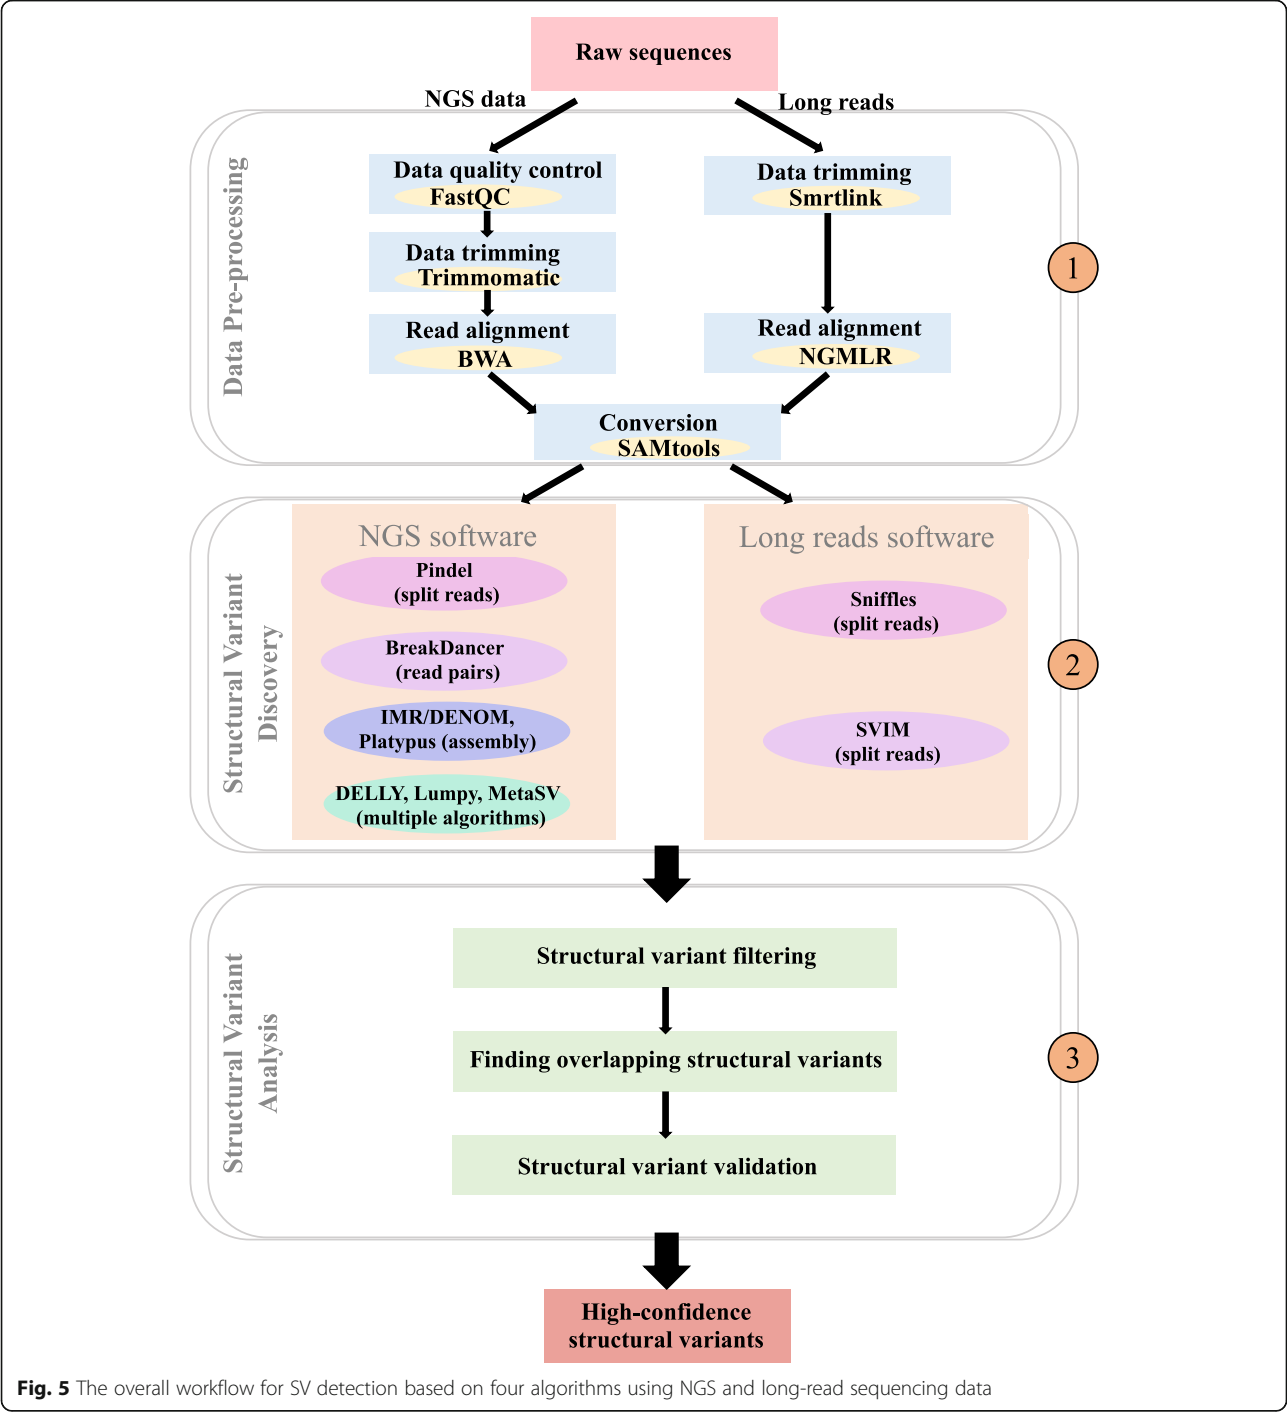 Raw sequences
NGS data
Long reads
Data Pre-processing
Data quality control
FastQC
Data trimming
Trimmomatic
Read alignment
BWA
Data trimming
Smrtlink
Read alignment
NGMLR
Conversion
SAMtools
1
Structural Variant
Discovery
NGS software
Pindel
(split reads)
BreakDancer
(read pairs)
IMR/DENOM,
Platypus (assembly)
DELLY, Lumpy, MetaSV
(multiple algorithms)
Long reads software
Sniffles
(split reads)
SVIM
(split reads)
2
Structural Variant
Analysis
Structural variant filtering
Finding overlapping structural variants
Structural variant validation
3
High-confidence
structural variants
Fig. 5 The overall workflow for SV detection based on four algorithms using NGS and long-read sequencing data